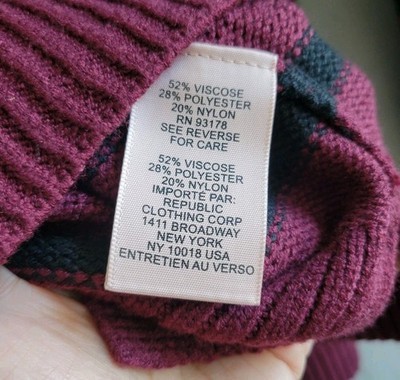 52% VISCOSE
28% POLYESTER
20% NYLON
RN 93178
SEE REVERSE
FOR CARE
52% VISCOSE
28% POLYESTER
20% NYLON
IMPORTÉ PAR:
REPUBLIC
CLOTHING CORP
1411 BROADWAY
NEW YORK
NY 10018 USA
ENTRETIEN AU VERSO